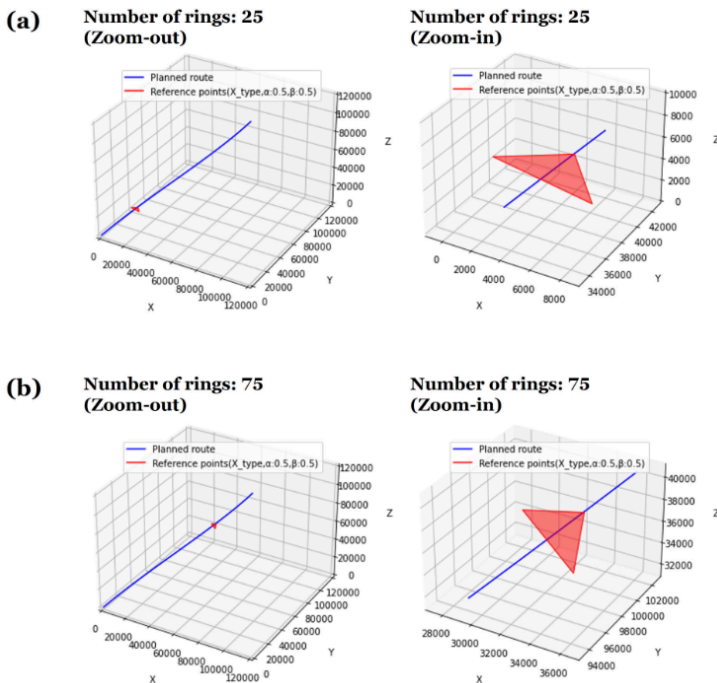 (a)
Number of rings: 25
(Zoom-out)
Planned route
Reference points(X_type,α:0.5,β:0.5)
120000
100000
80000
60000
40000
20000
0
Z
0
20000
40000
60000
80000
100000
120000
X
0
20000
40000
60000
80000
100000
120000
Y
Number of rings: 25
(Zoom-in)
Planned route
Reference points(X_type,α:0.5,β:0.5)
10000
8000
6000
4000
2000
0
Z
0
2000
4000
6000
8000
X
34000
36000
38000
40000
42000
Y
(b)
Number of rings: 75
(Zoom-out)
Planned route
Reference points(X_type,α:0.5,β:0.5)
120000
100000
80000
60000
40000
20000
0
Z
0
20000
40000
60000
80000
100000
120000
X
0
20000
40000
60000
80000
100000
120000
Y
Number of rings: 75
(Zoom-in)
Planned route
Reference points(X_type,α:0.5,β:0.5)
40000
38000
36000
34000
32000
Z
28000
30000
32000
34000
36000
X
94000
96000
98000
100000
102000
Y